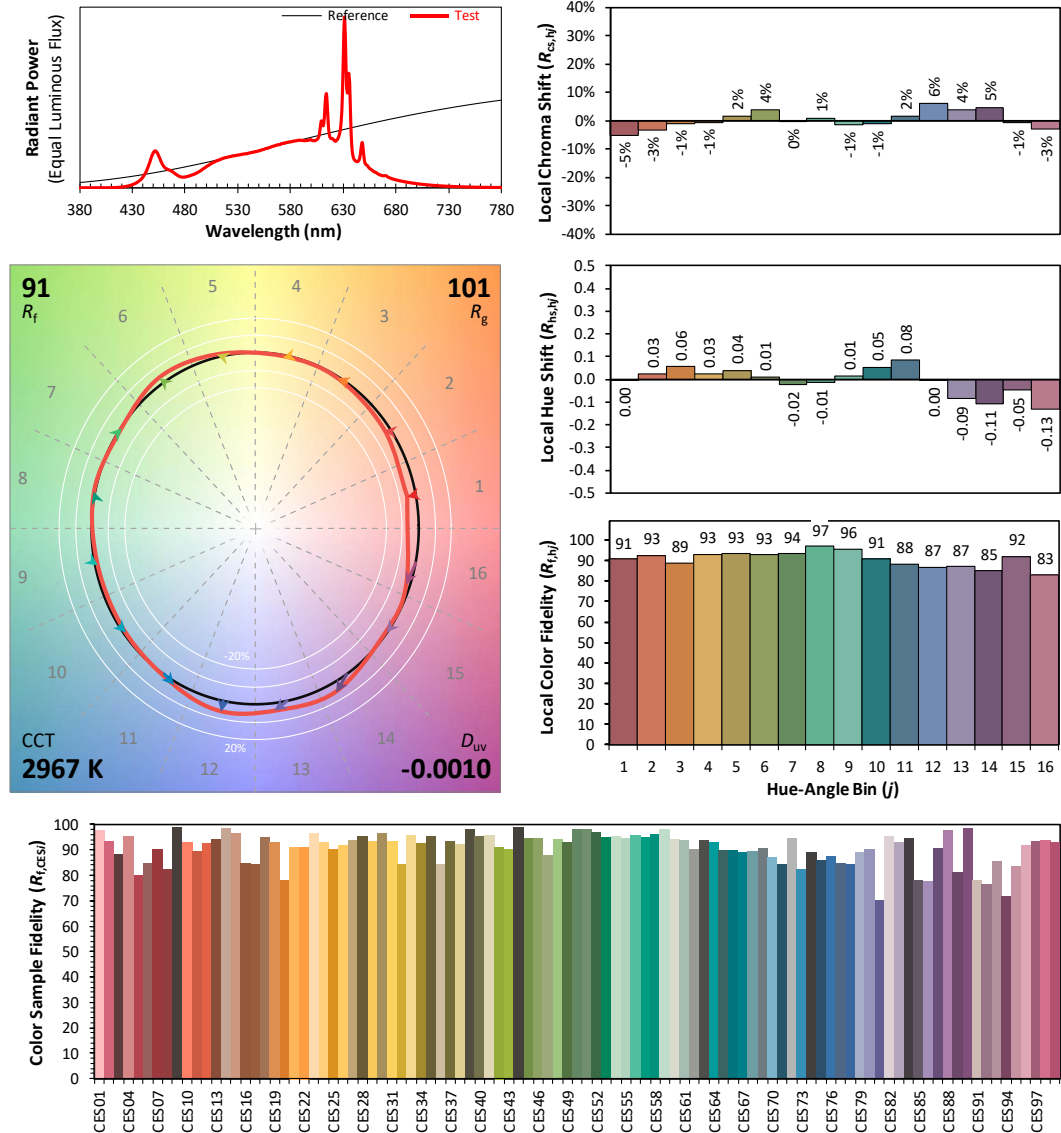 Reference Test
Radiant Power
(Equal Luminous Flux)
380 430 480 530 580 630 680 730 780
Wavelength (nm)
Local Chroma Shift (Rcs,hj)
40%
30%
20%
10%
0%
-10%
-20%
-30%
-40%
-5% -3% -1% -1% 2% 4% 0% 1% -1% -1% 2% 6% 4% 5% -1% -3%
91
Rf
101
Rg
5 4
6 3
7 2
8 1
9 16
10 15
11 14
12 13
-20%
20%
CCT
2967 K
Duv
-0.0010
Local Hue Shift (Rhs,hj)
0.5
0.4
0.3
0.2
0.1
0.0
-0.1
-0.2
-0.3
-0.4
-0.5
0.00 0.03 0.06 0.03 0.04 0.01 -0.02 -0.01 0.01 0.05 0.08 0.00 -0.09 -0.11 -0.05 -0.13
Local Color Fidelity (Rf,hj)
100
90
80
70
60
50
40
30
20
10
0
91 93 89 93 93 93 94 97 96 91 88 87 87 85 92 83
1 2 3 4 5 6 7 8 9 10 11 12 13 14 15 16
Hue-Angle Bin (j)
Color Sample Fidelity (Rf,CESi)
100
90
80
70
60
50
40
30
20
10
0
CES01 CES04 CES07 CES10 CES13 CES16 CES19 CES22 CES25 CES28 CES31 CES34 CES37 CES40 CES43 CES46 CES49 CES52 CES55 CES58 CES61 CES64 CES67 CES70 CES73 CES76 CES79 CES82 CES85 CES88 CES91 CES94 CES97